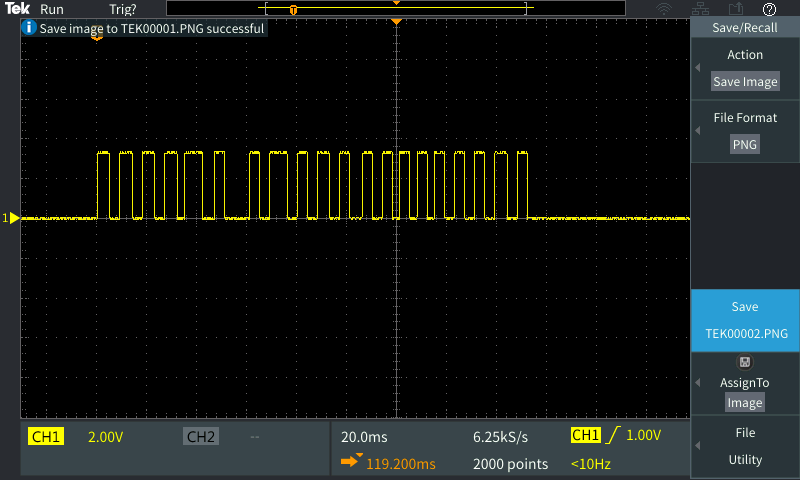 Tek Run Trig?
Save image to TEK00001.PNG successful
Save/Recall
Action
Save Image
File Format
PNG
1
Save
TEK00002.PNG
AssignTo
Image
File
Utility
CH1 2.00V CH2 -- 20.0ms 6.25kS/s CH1 1.00V
119.200ms 2000 points <10Hz